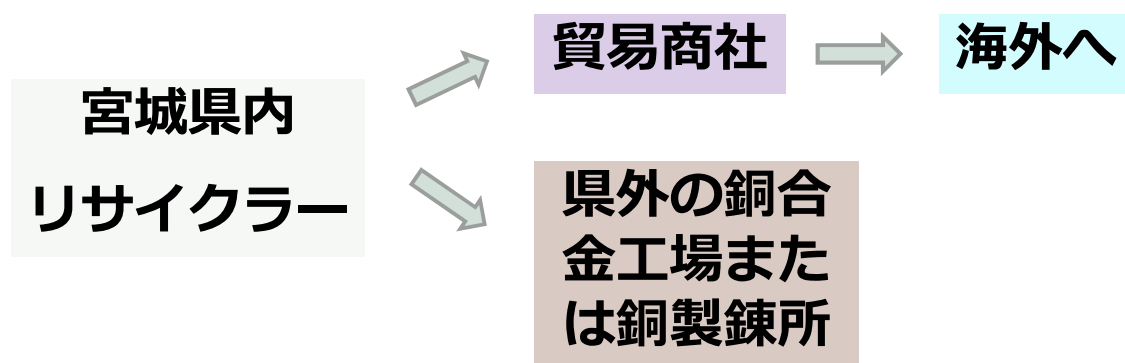 宮城県内
リサイクラー
貿易商社
海外へ
県外の銅合
金工場また
は銅製錬所